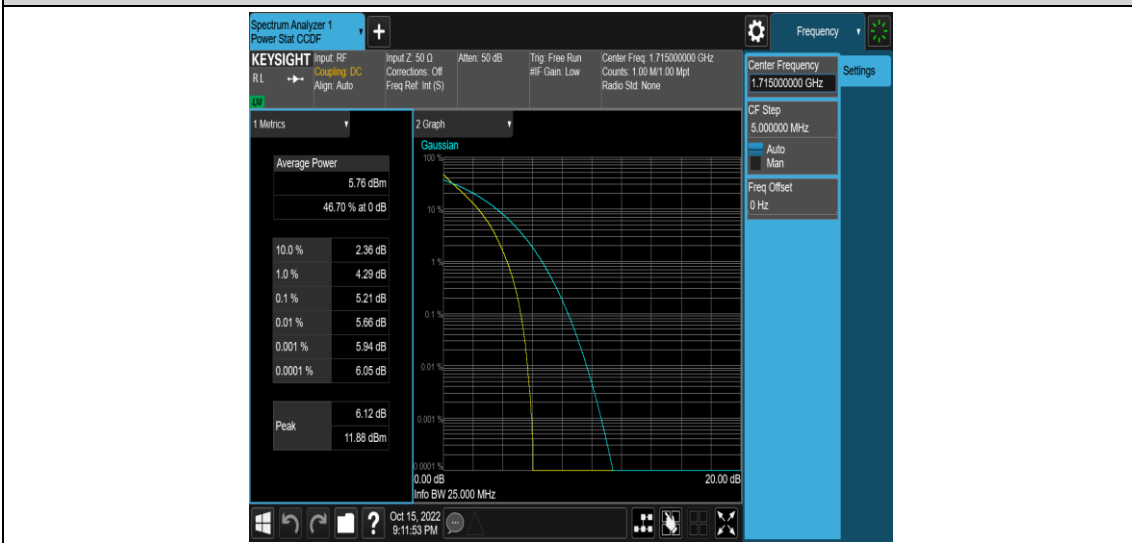 Spectrum Analyzer 1
Power Stat CCDF
+
Frequency
KEYSIGHT
RL
LXI
Input: RF
Coupling: DC
Align: Auto
Input Z: 50 Ω
Corrections: Off
Freq Ref: Int (S)
Atten: 50 dB
Trig: Free Run
#IF Gain: Low
Center Freq: 1.715000000 GHz
Counts: 1.00 M/1.00 Mpt
Radio Std: None
Center Frequency
1.715000000 GHz
Settings
CF Step
5.000000 MHz
Auto
Man
Freq Offset
0 Hz
1 Metrics
Average Power
5.76 dBm
46.70 % at 0 dB
10.0 % 2.36 dB
1.0 % 4.29 dB
0.1 % 5.21 dB
0.01 % 5.66 dB
0.001 % 5.94 dB
0.0001 % 6.05 dB
Peak
6.12 dB
11.88 dBm
2 Graph
Gaussian
100 %
10 %
1 %
0.1 %
0.01 %
0.001 %
0.0001 %
0.00 dB 20.00 dB
Info BW 25.000 MHz
?
Oct 15, 2022
9:11:53 PM